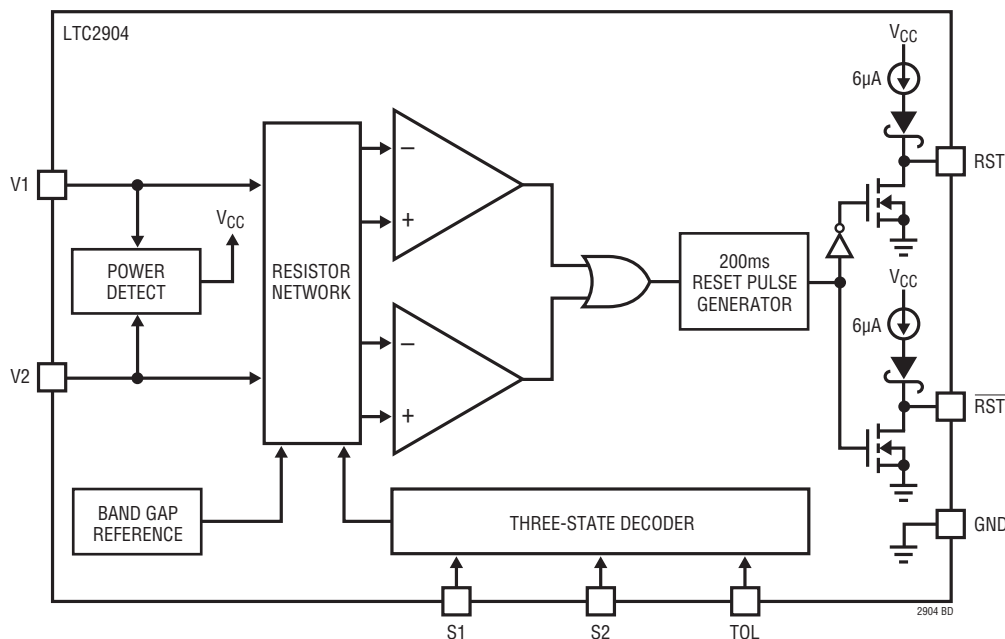 LTC2904
VCC
6µA
RST
V1
VCC
POWER
DETECT
RESISTOR
NETWORK
−
+
200ms
RESET PULSE
GENERATOR
VCC
6µA
V2
−
+
RST
BAND GAP
REFERENCE
THREE-STATE DECODER
GND
S1
S2
TOL
2904 BD